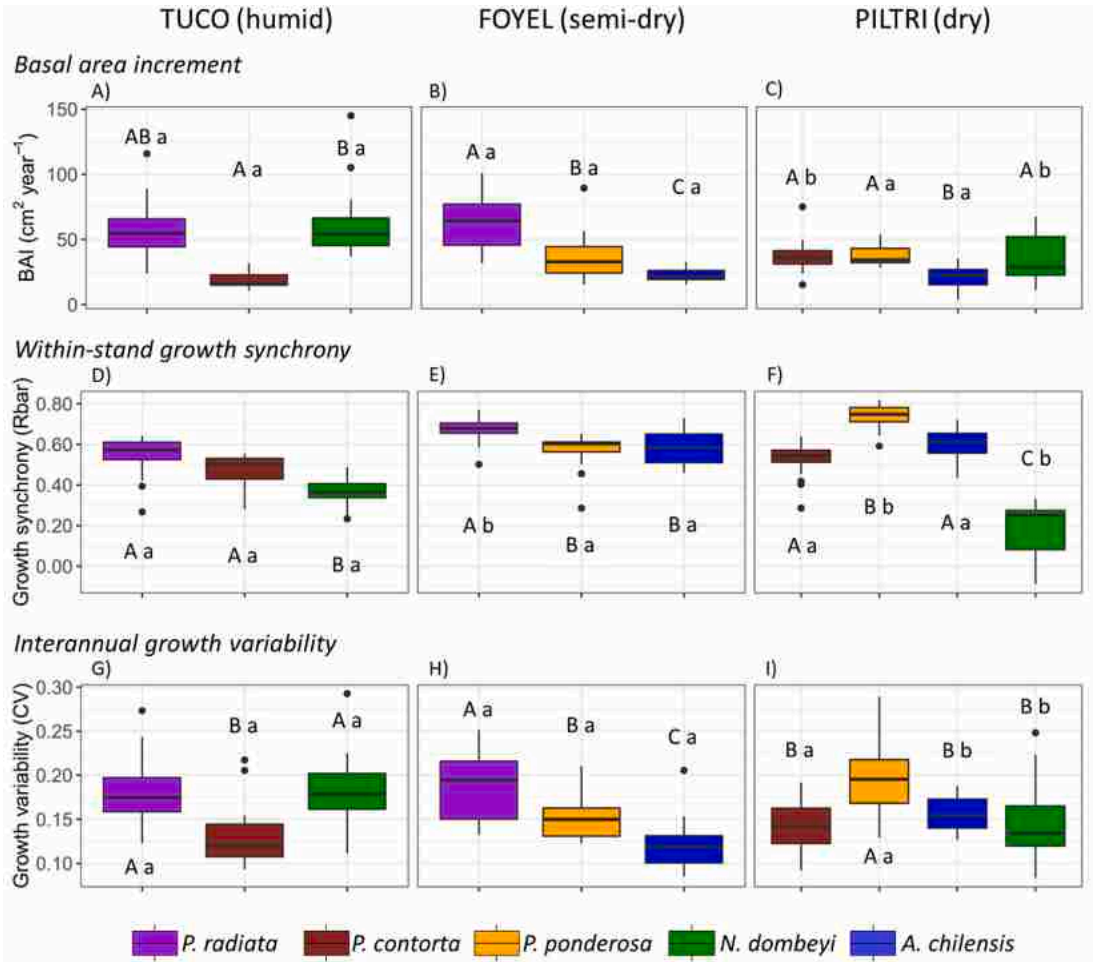 TUCO (humid) FOYEL (semi-dry) PILTRI (dry)
Basal area increment
A) B) C)
BAI (cm² year⁻¹)
150
100
50
0
AB a A a B a
A a B a C a
A b A a B a A b
Within-stand growth synchrony
D) E) F)
Growth synchrony (Rbar)
0.80
0.60
0.40
0.20
0.00
A a A a B a
A b B a B a
A a B b A a C b
Interannual growth variability
G) H) I)
Growth variability (CV)
0.30
0.25
0.20
0.15
0.10
A a B a A a
A a B a C a
B a A a B b B b
P. radiata P. contorta P. ponderosa N. dombeyi A. chilensis